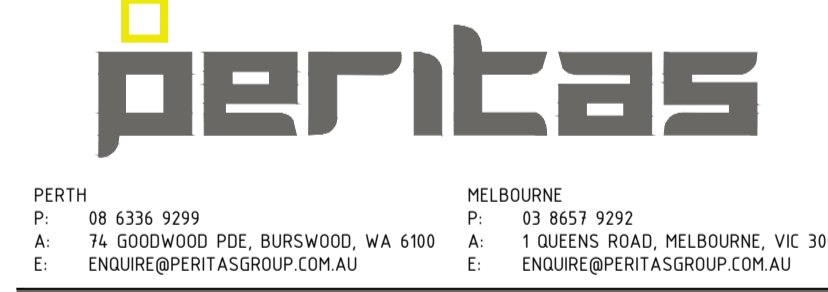 peritas
PERTH
P: 08 6336 9299
A: 74 GOODWOOD PDE, BURSWOOD, WA 6100
E: ENQUIRE@PERITASGROUP.COM.AU
MELBOURNE
P: 03 8657 9292
A: 1 QUEENS ROAD, MELBOURNE, VIC
E: ENQUIRE@PERITASGROUP.COM.AU